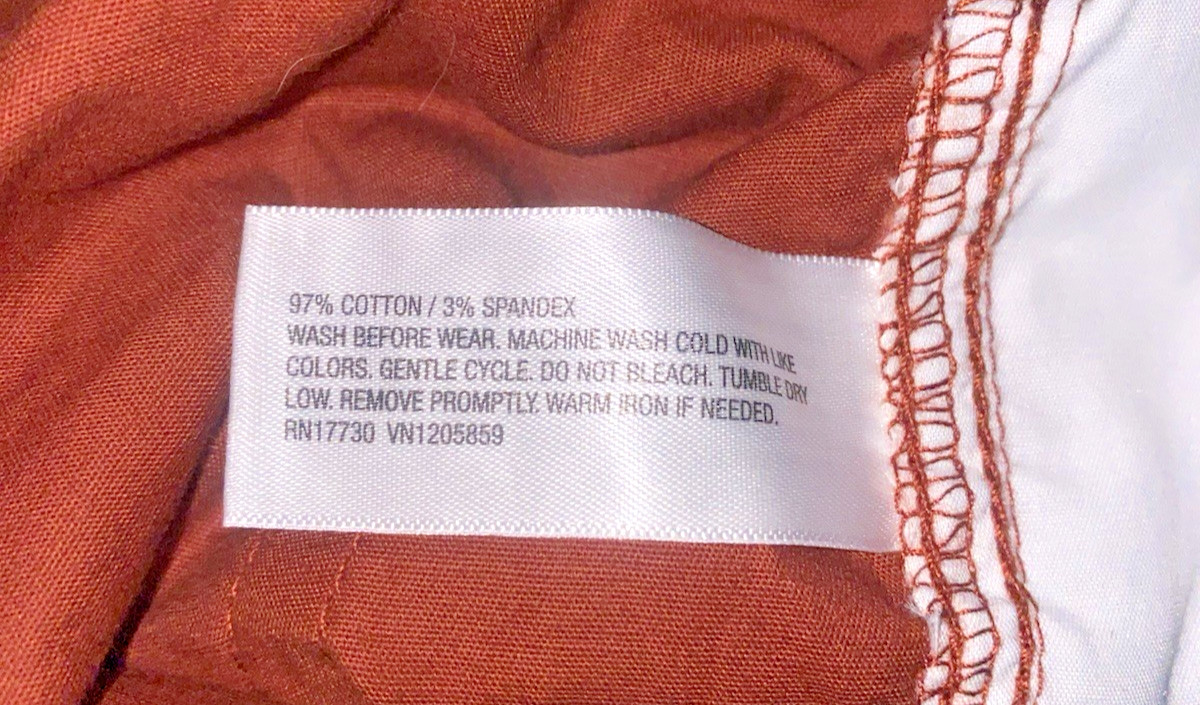 97% COTTON / 3% SPANDEX
WASH BEFORE WEAR. MACHINE WASH COLD WITH LIKE
COLORS. GENTLE CYCLE. DO NOT BLEACH. TUMBLE DRY
LOW. REMOVE PROMPTLY. WARM IRON IF NEEDED.
RN17730 VN1205859